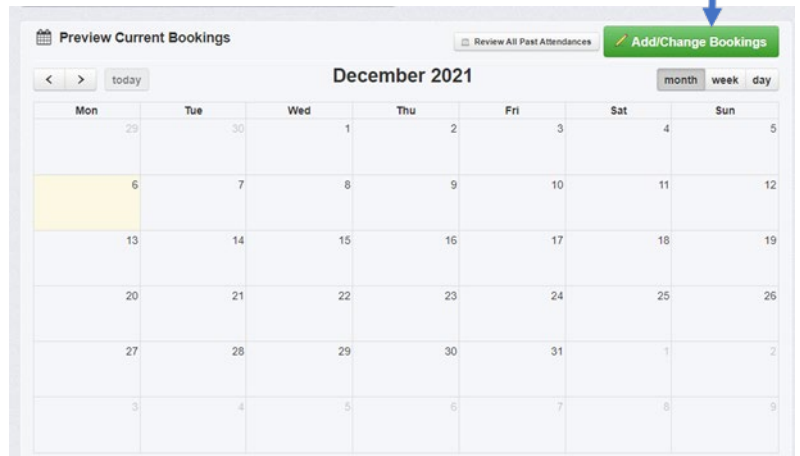 Preview Current Bookings Review All Past Attendances Add/Change Bookings
< > today December 2021 month week day
Mon Tue Wed Thu Fri Sat Sun
29 30 1 2 3 4 5
6 7 8 9 10 11 12
13 14 15 16 17 18 19
20 21 22 23 24 25 26
27 28 29 30 31 1 2
3 4 5 6 7 8 9